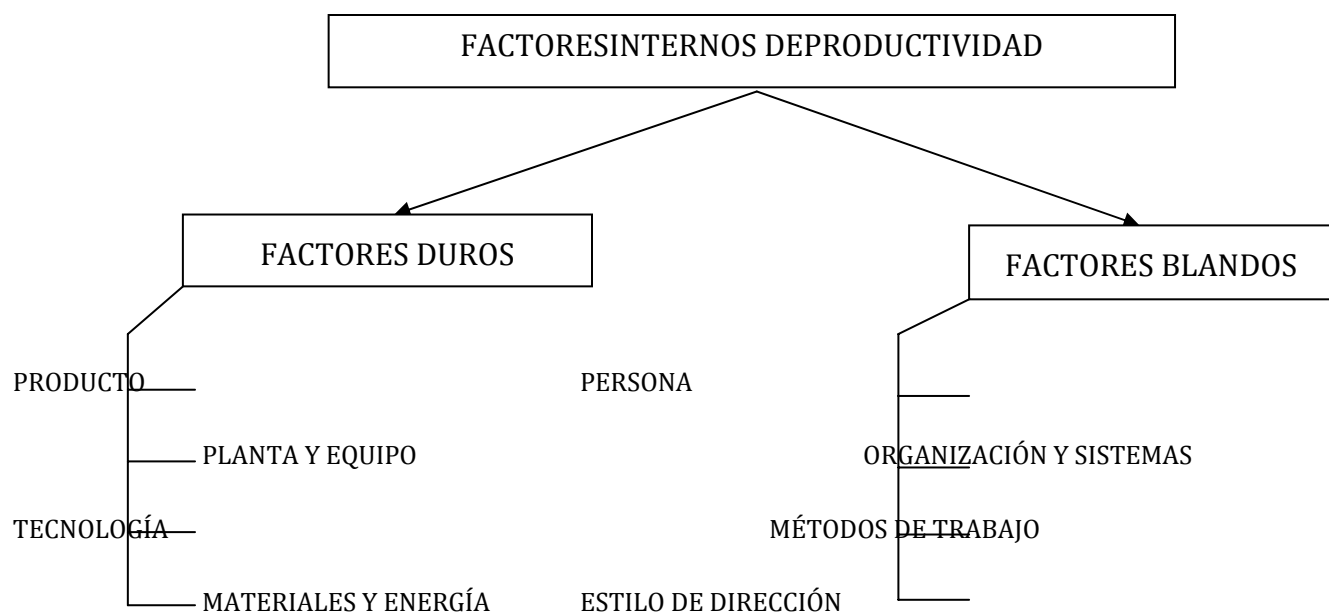 FACTORESINTERNOS DEPRODUCTIVIDAD
FACTORES DUROS
FACTORES BLANDOS
PRODUCTO
PLANTA Y EQUIPO
TECNOLOGÍA
MATERIALES Y ENERGÍA
PERSONA
ORGANIZACIÓN Y SISTEMAS
MÉTODOS DE TRABAJO
ESTILO DE DIRECCIÓN